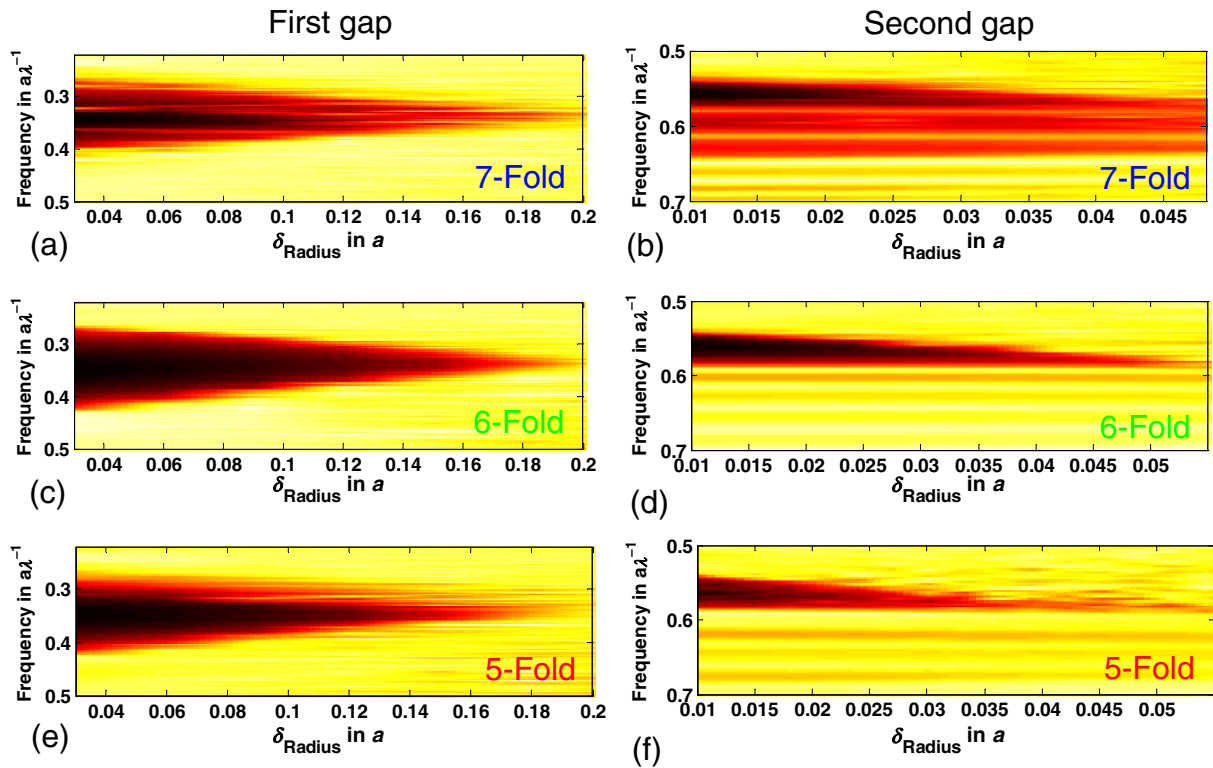 First gap
Second gap
Frequency in aλ⁻¹
0.3
0.4
0.5
7-Fold
0.04 0.06 0.08 0.1 0.12 0.14 0.16 0.18 0.2
(a)
δRadius in a
Frequency in aλ⁻¹
0.5
0.6
0.7
7-Fold
0.01 0.015 0.02 0.025 0.03 0.035 0.04 0.045
(b)
δRadius in a
Frequency in aλ⁻¹
0.3
0.4
0.5
6-Fold
0.04 0.06 0.08 0.1 0.12 0.14 0.16 0.18 0.2
(c)
δRadius in a
Frequency in aλ⁻¹
0.5
0.6
0.7
6-Fold
0.01 0.015 0.02 0.025 0.03 0.035 0.04 0.045 0.05
(d)
δRadius in a
Frequency in aλ⁻¹
0.3
0.4
0.5
5-Fold
0.04 0.06 0.08 0.1 0.12 0.14 0.16 0.18 0.2
(e)
δRadius in a
Frequency in aλ⁻¹
0.5
0.6
0.7
5-Fold
0.01 0.015 0.02 0.025 0.03 0.035 0.04 0.045 0.05
(f)
δRadius in a